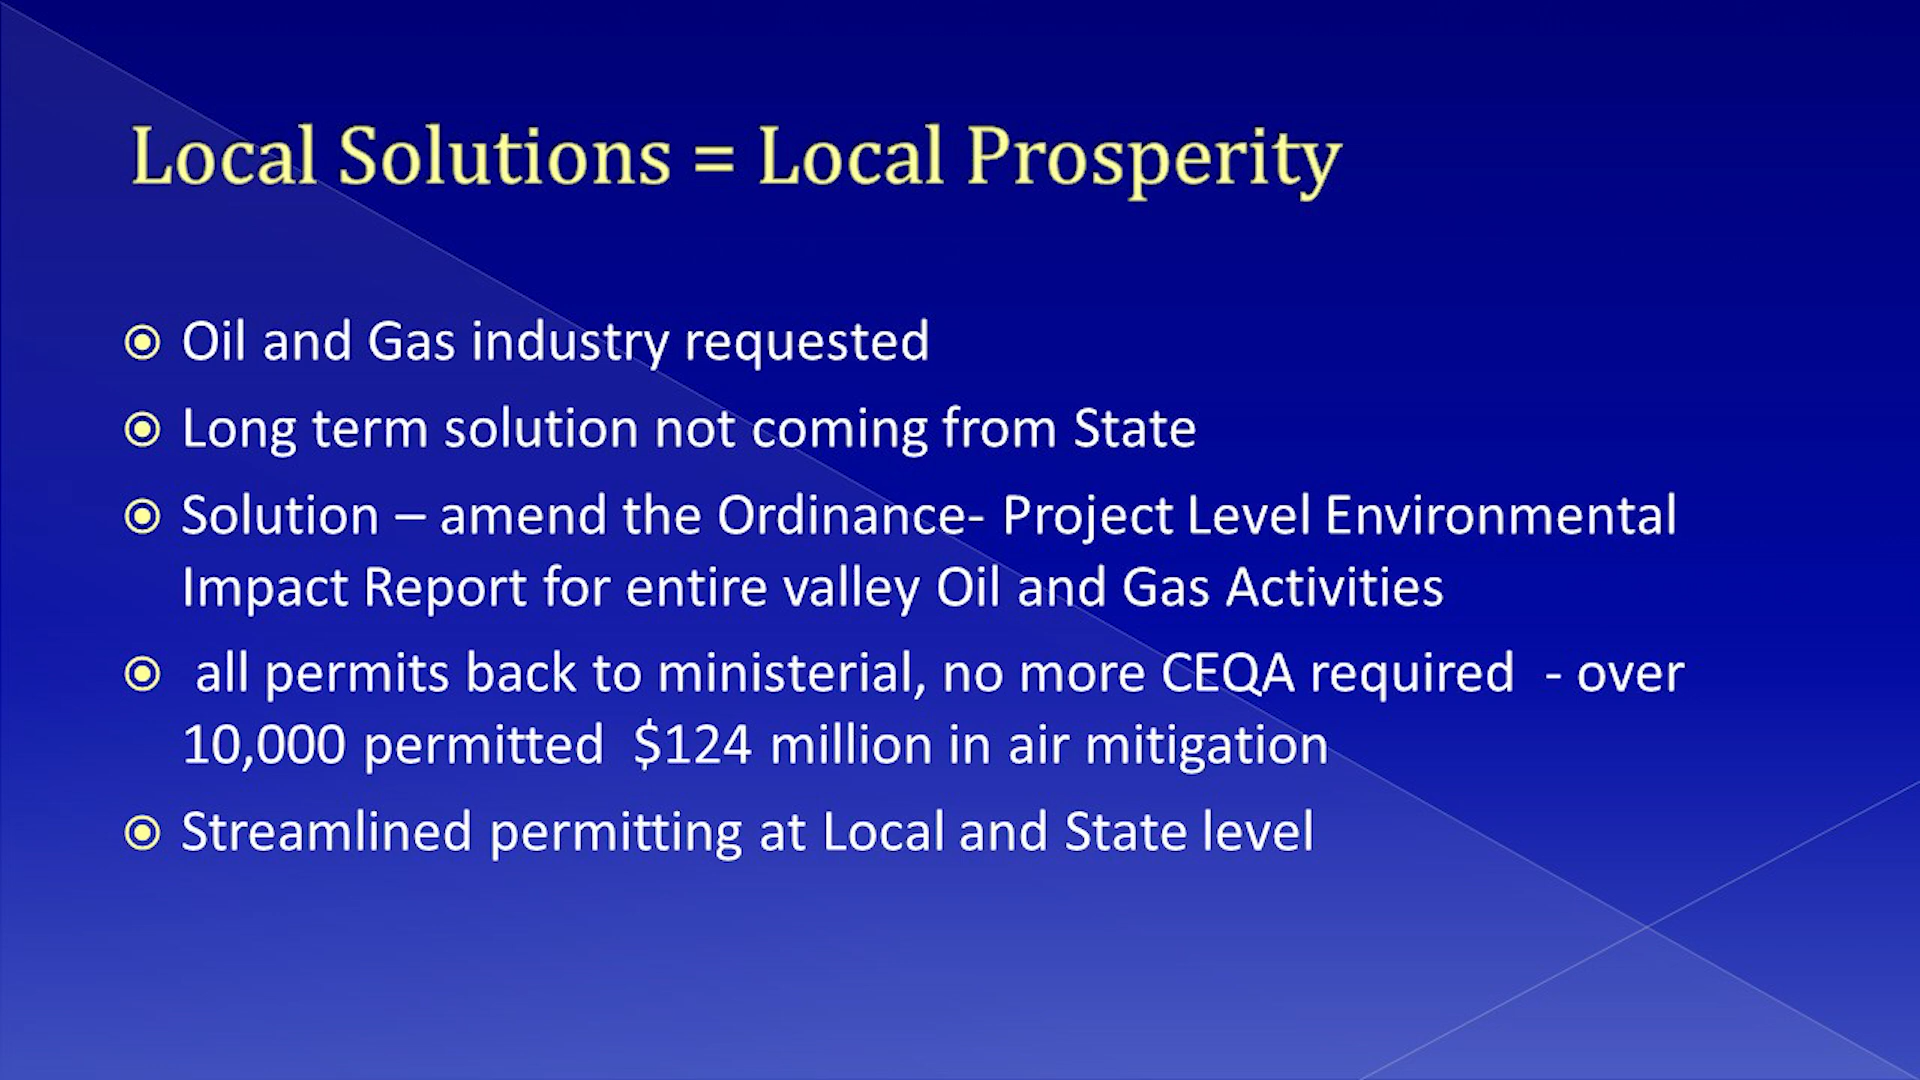 Local Solutions = Local Prosperity
Oil and Gas industry requested
Long term solution not coming from State
Solution – amend the Ordinance- Project Level Environmental
Impact Report for entire valley Oil and Gas Activities
all permits back to ministerial, no more CEQA required  - over
10,000 permitted  $124 million in air mitigation
Streamlined permitting at Local and State level